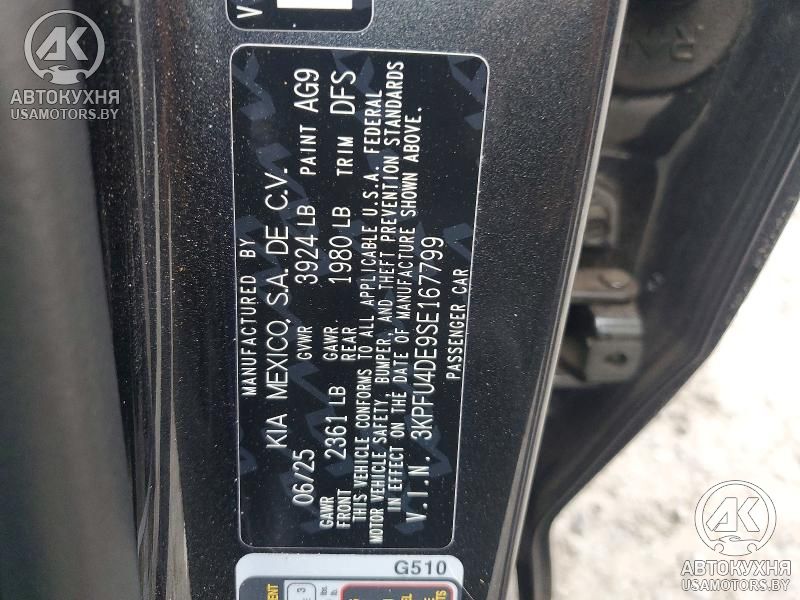 АВТОКУХНЯ
USAMOTORS.BY
V
MANUFACTURED BY
KIA MEXICO, S.A. DE C.V.
06/25 GVWR 3924 LB PAINT AG9
GAWR FRONT 2361 LB GAWR REAR 1980 LB TRIM DFS
THIS VEHICLE CONFORMS TO ALL APPLICABLE U.S.A. FEDERAL
MOTOR VEHICLE SAFETY, BUMPER, AND THEFT PREVENTION STANDARDS
IN EFFECT ON THE DATE OF MANUFACTURE SHOWN ABOVE.
V.I.N. 3KPFU4DE9SE167799
PASSENGER CAR
G510
АВТОКУХНЯ
USAMOTORS.BY